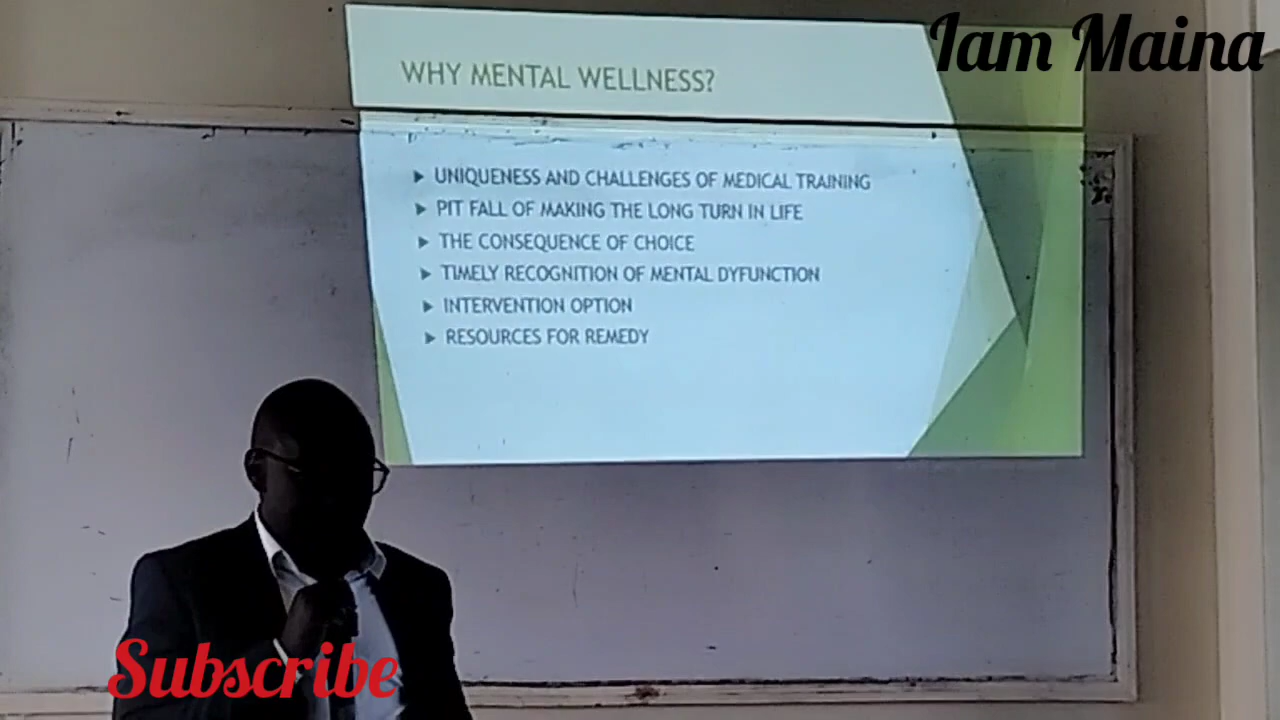 Iam Maina
WHY MENTAL WELLNESS?
UNIQUENESS AND CHALLENGES OF MEDICAL TRAINING
PIT FALL OF MAKING THE LONG TURN IN LIFE
THE CONSEQUENCE OF CHOICE
TIMELY RECOGNITION OF MENTAL DYFUNCTION
INTERVENTION OPTION
RESOURCES FOR REMEDY
Subscribe